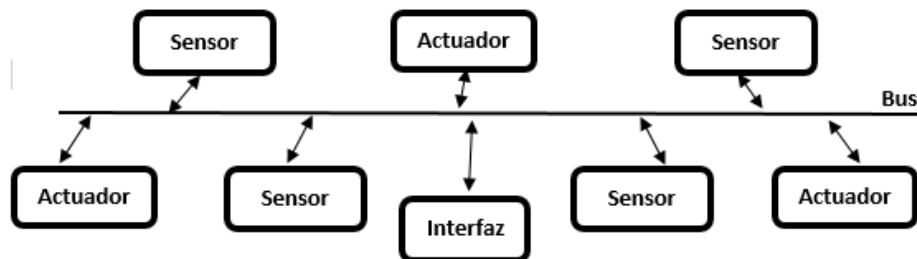 Sensor
Actuador
Sensor
Bus
Actuador
Sensor
Interfaz
Sensor
Actuador